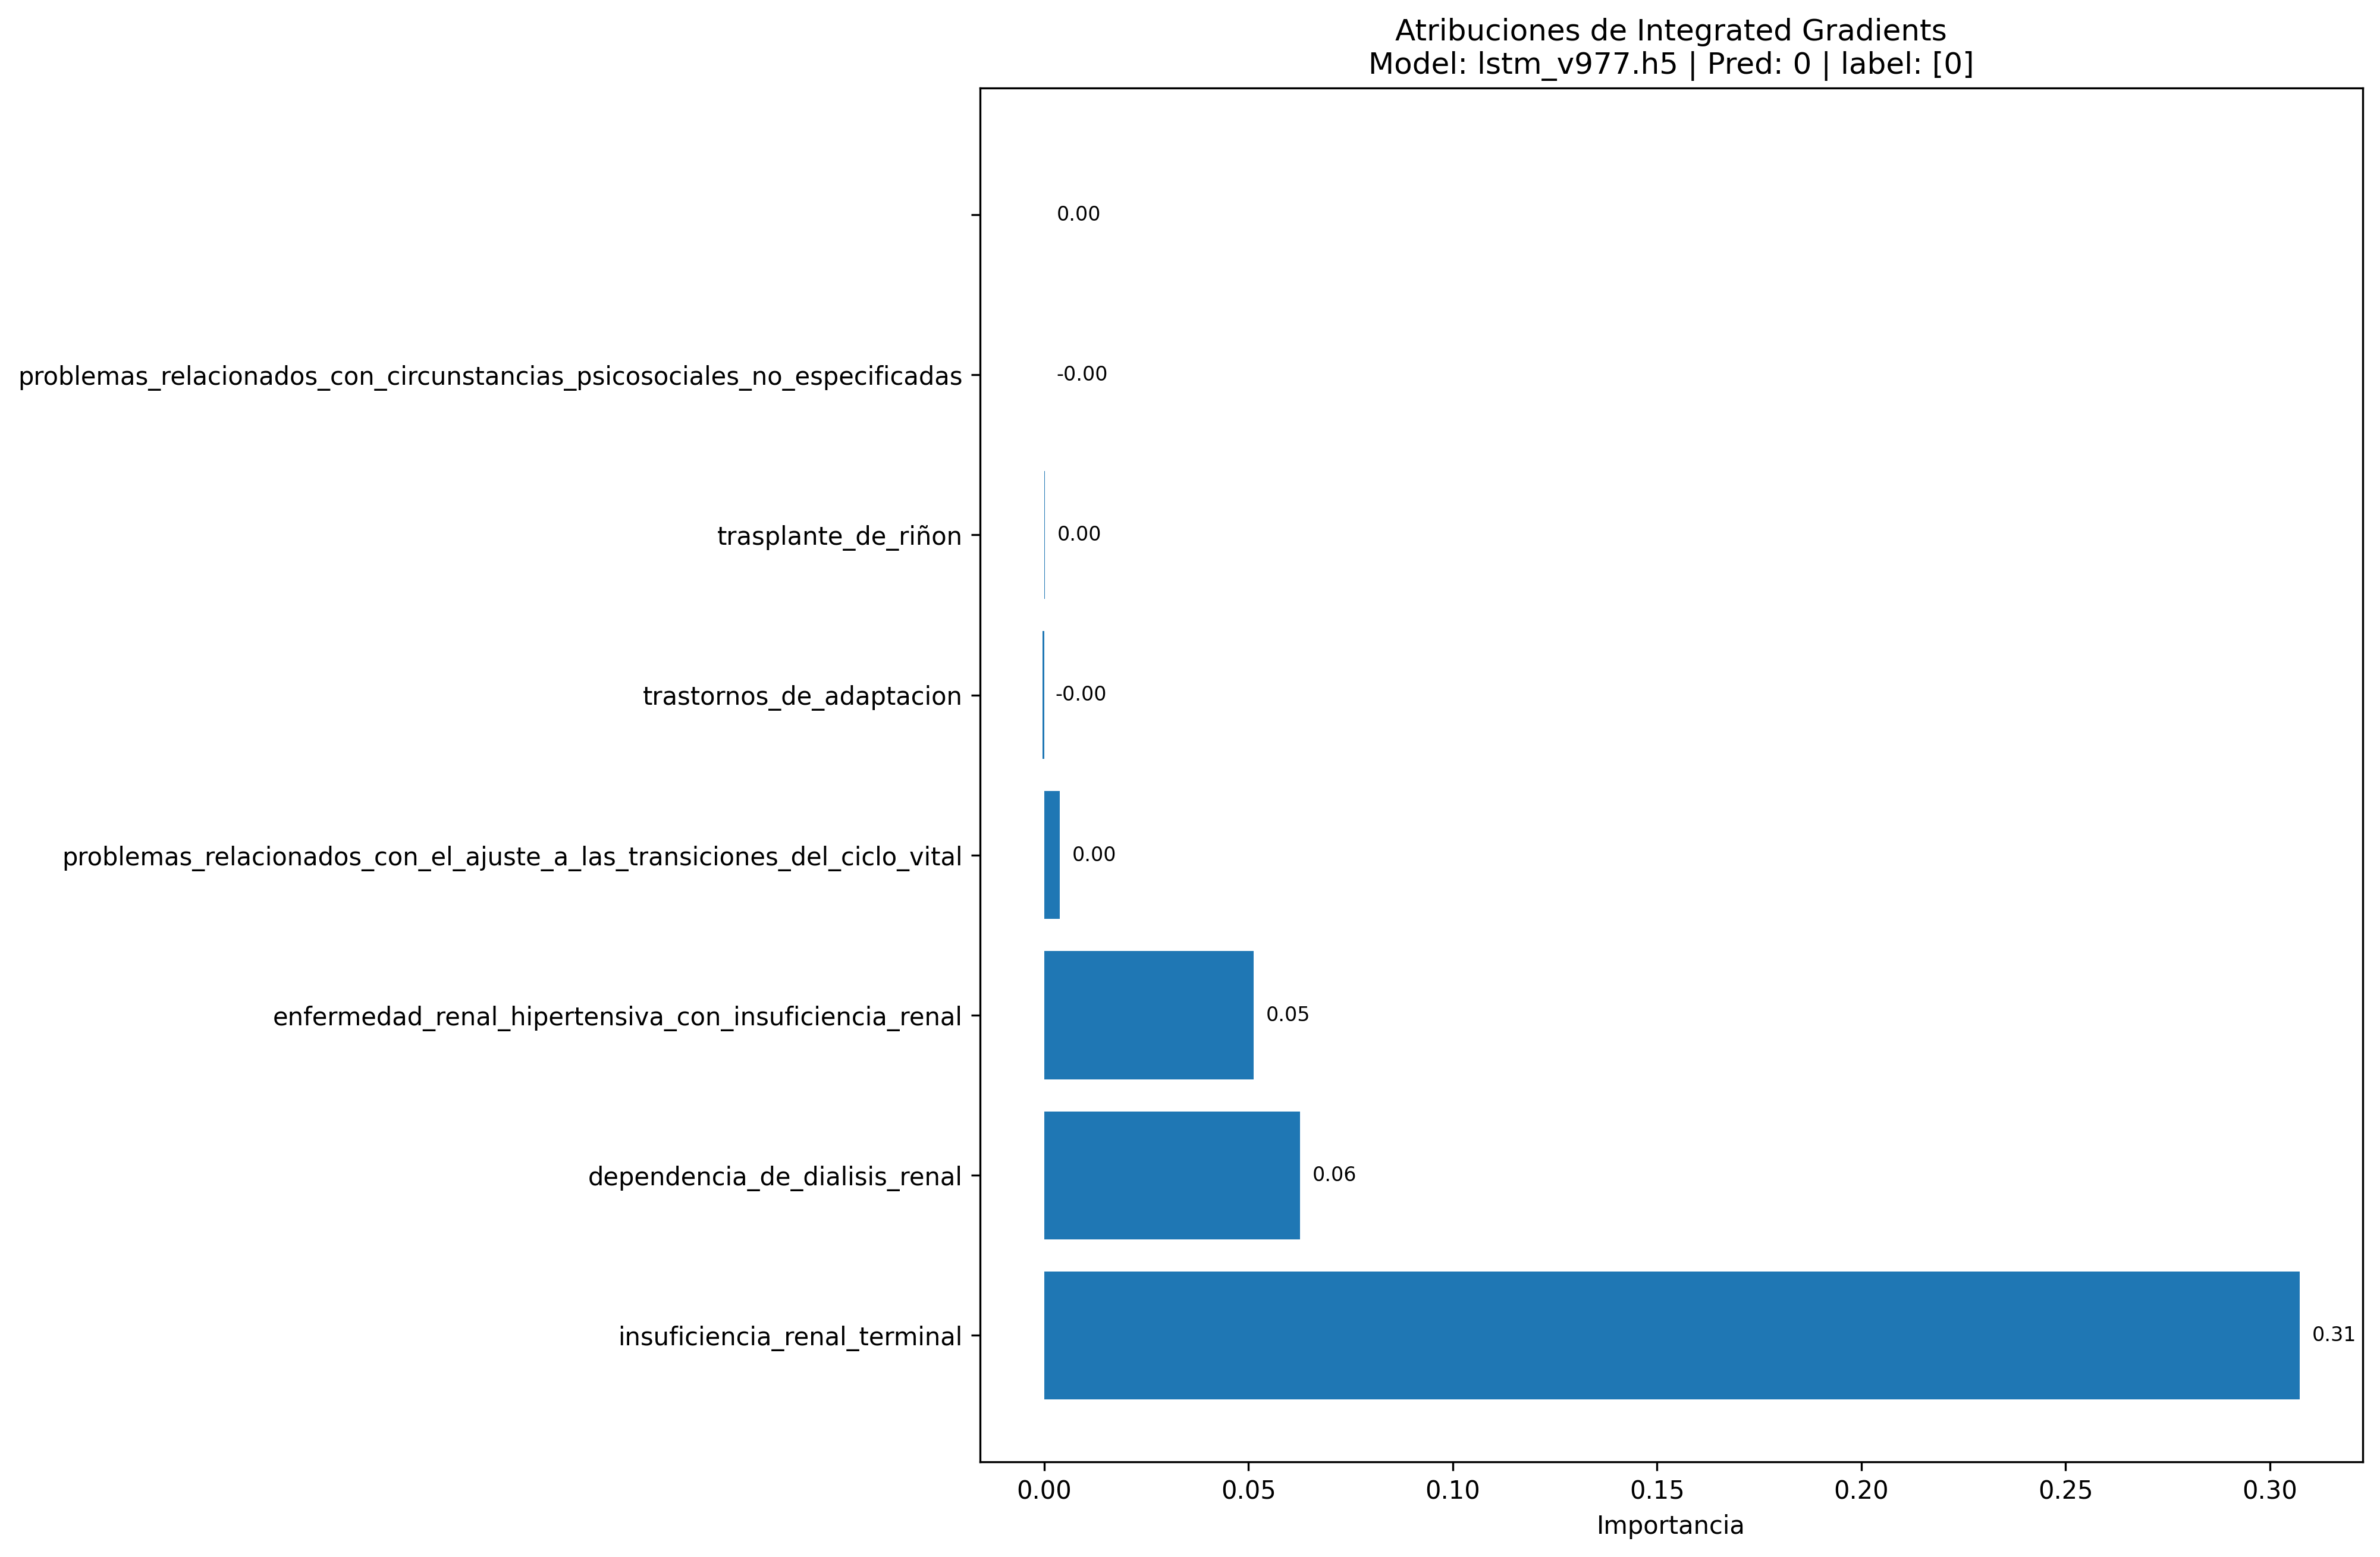 Atribuciones de Integrated Gradients
Model: lstm_v977.h5 | Pred: 0 | label: [0]
0.00
problemas_relacionados_con_circunstancias_psicosociales_no_especificadas -0.00
trasplante_de_riñon 0.00
trastornos_de_adaptacion -0.00
problemas_relacionados_con_el_ajuste_a_las_transiciones_del_ciclo_vital 0.00
enfermedad_renal_hipertensiva_con_insuficiencia_renal 0.05
dependencia_de_dialisis_renal 0.06
insuficiencia_renal_terminal 0.31
0.00 0.05 0.10 0.15 0.20 0.25 0.30
Importancia